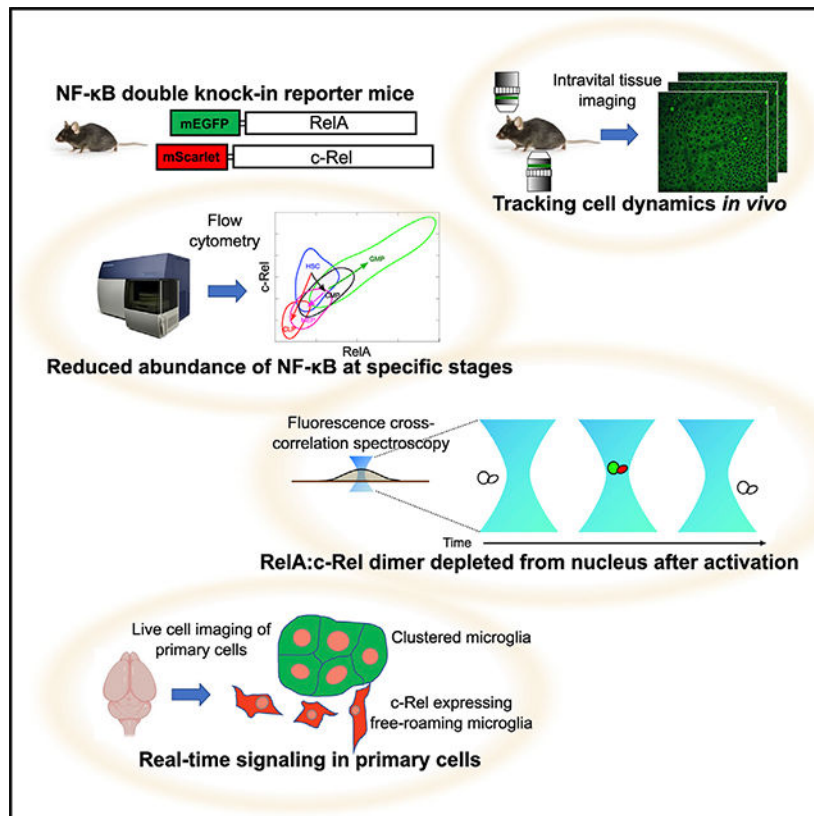 NF-κB double knock-in reporter mice
mEGFP
RelA
mScarlet
c-Rel
Intravital tissue
imaging
Tracking cell dynamics in vivo
Flow
cytometry
c-Rel
HSC
GMP
CMP
CLP
RelA
Reduced abundance of NF-κB at specific stages
Fluorescence cross-
correlation spectroscopy
Time
RelA:c-Rel dimer depleted from nucleus after activation
Live cell imaging of
primary cells
Clustered microglia
c-Rel expressing
free-roaming microglia
Real-time signaling in primary cells